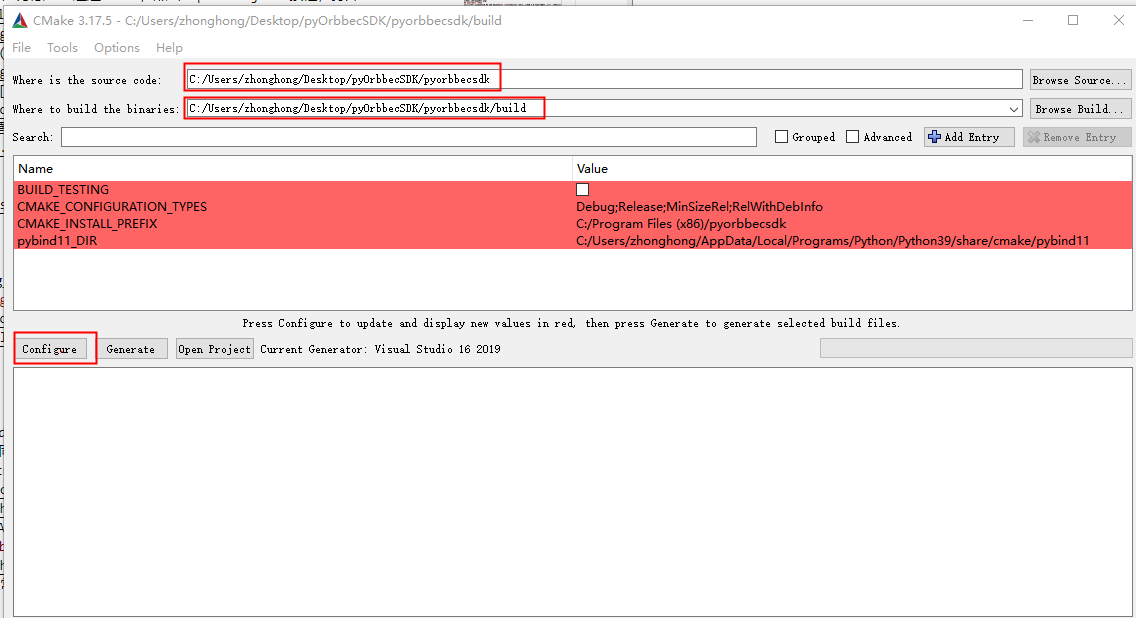 CMake 3.17.5 - C:/Users/zhonghong/Desktop/pyOrbbecSDK/pyorbbecsdk/build
File Tools Options Help
Where is the source code: C:/Users/zhonghong/Desktop/pyOrbbecSDK/pyorbbecsdk Browse Source...
Where to build the binaries: C:/Users/zhonghong/Desktop/pyOrbbecSDK/pyorbbecsdk/build Browse Build...
Search: Grouped Advanced Add Entry Remove Entry
Name Value
BUILD_TESTING
CMAKE_CONFIGURATION_TYPES Debug;Release;MinSizeRel;RelWithDebInfo
CMAKE_INSTALL_PREFIX C:/Program Files (x86)/pyorbbecsdk
pybind11_DIR C:/Users/zhonghong/AppData/Local/Programs/Python/Python39/share/cmake/pybind11
Press Configure to update and display new values in red, then press Generate to generate selected build files.
Configure Generate Open Project Current Generator: Visual Studio 16 2019